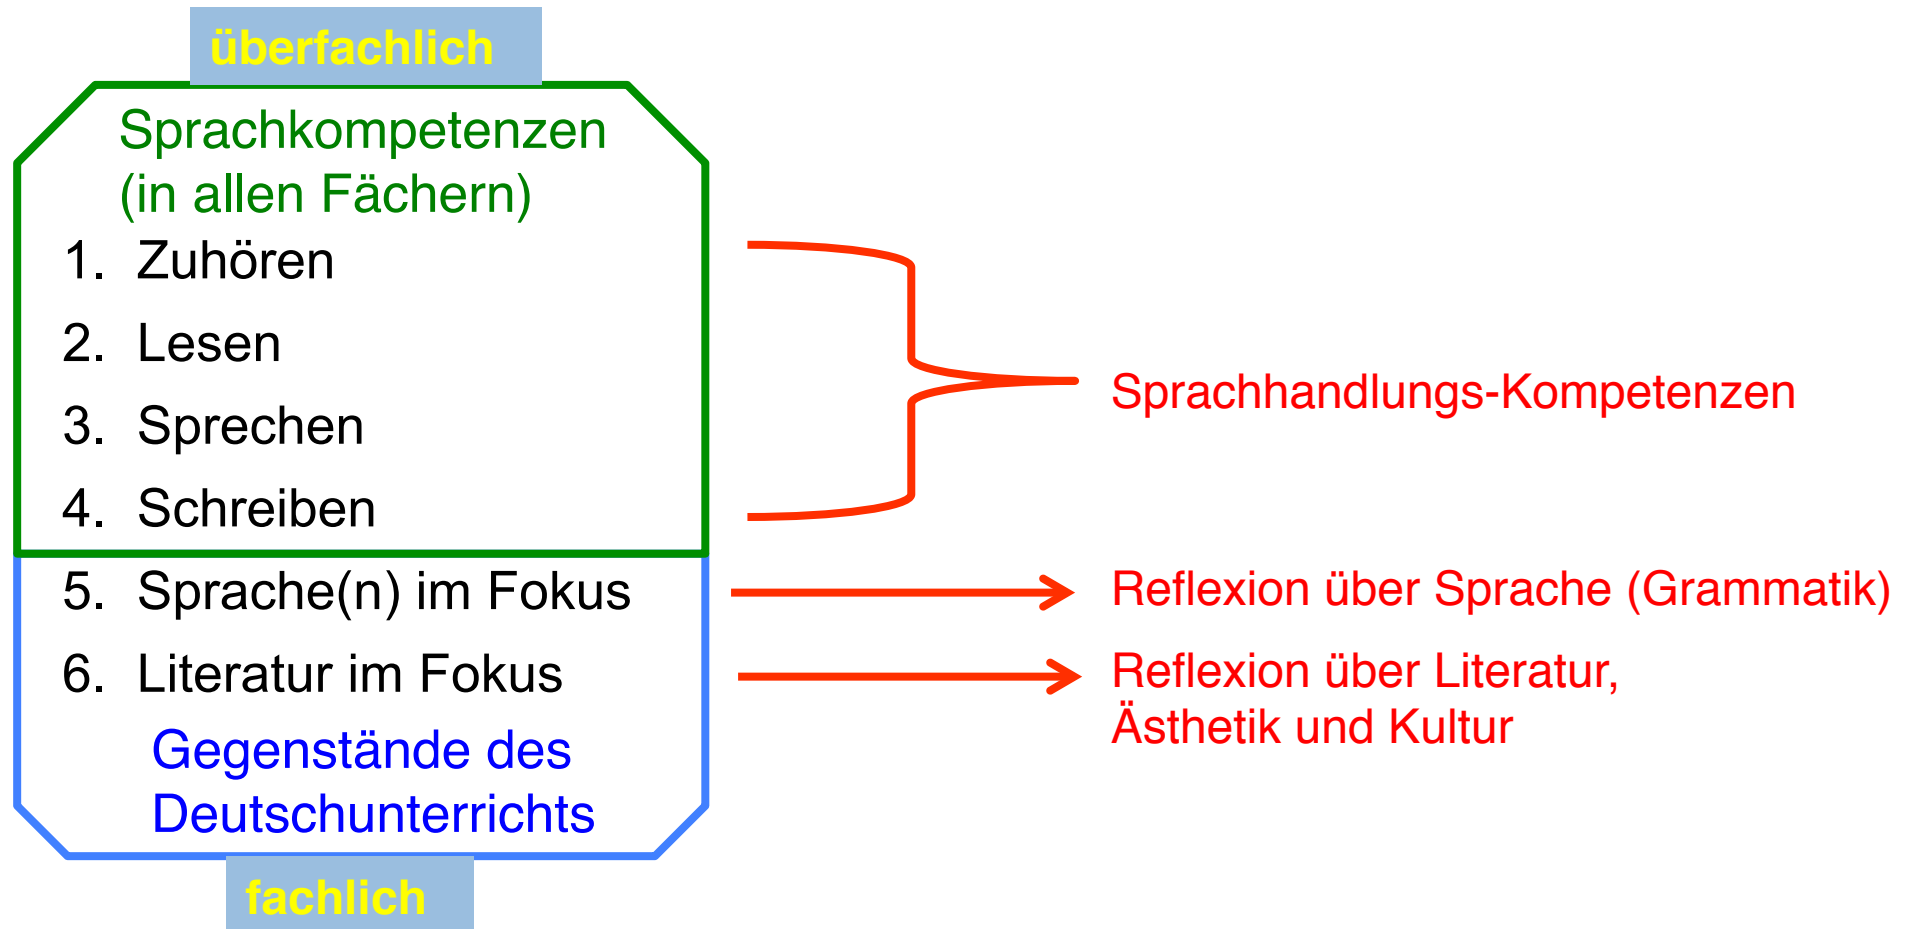 überfachlich
Sprachkompetenzen
(in allen Fächern)
1. Zuhören
2. Lesen
3. Sprechen
4. Schreiben
Sprachhandlungs-Kompetenzen
5. Sprache(n) im Fokus
Reflexion über Sprache (Grammatik)
6. Literatur im Fokus
Reflexion über Literatur,
Ästhetik und Kultur
Gegenstände des
Deutschunterrichts
fachlich